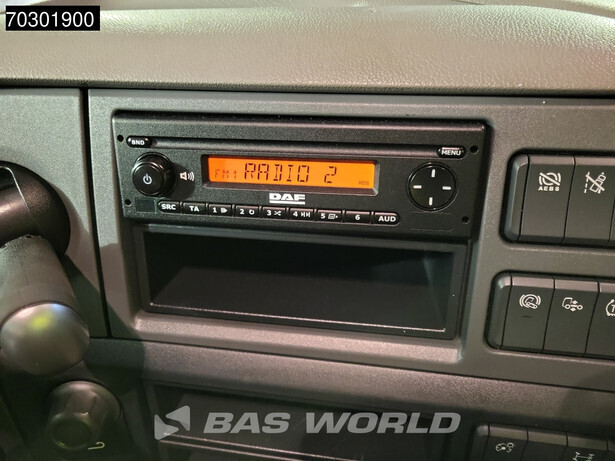 70301900
BND
MENU
FM1 RADIO 2
DAF
SRC TA 1 2 3 4 5 6 AUD
AEBS
BAS WORLD